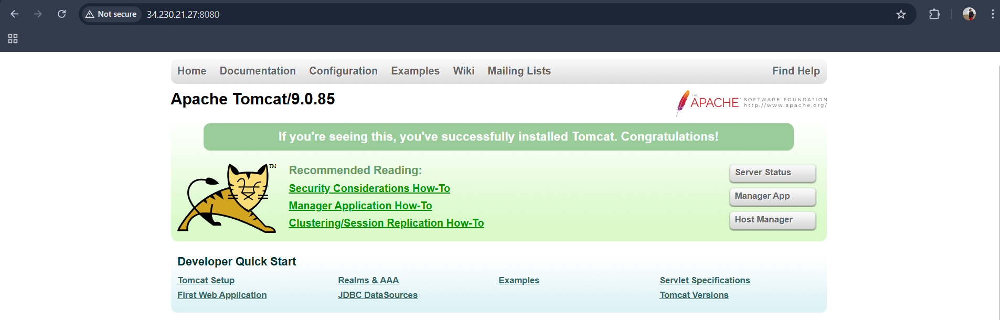 Not secure 34.230.21.27:8080
Home Documentation Configuration Examples Wiki Mailing Lists Find Help
Apache Tomcat/9.0.85
THE
APACHE® SOFTWARE FOUNDATION
http://www.apache.org/
If you're seeing this, you've successfully installed Tomcat. Congratulations!
TM
Recommended Reading:
Security Considerations How-To
Manager Application How-To
Clustering/Session Replication How-To
Server Status
Manager App
Host Manager
Developer Quick Start
Tomcat Setup
First Web Application
Realms & AAA
JDBC DataSources
Examples
Servlet Specifications
Tomcat Versions